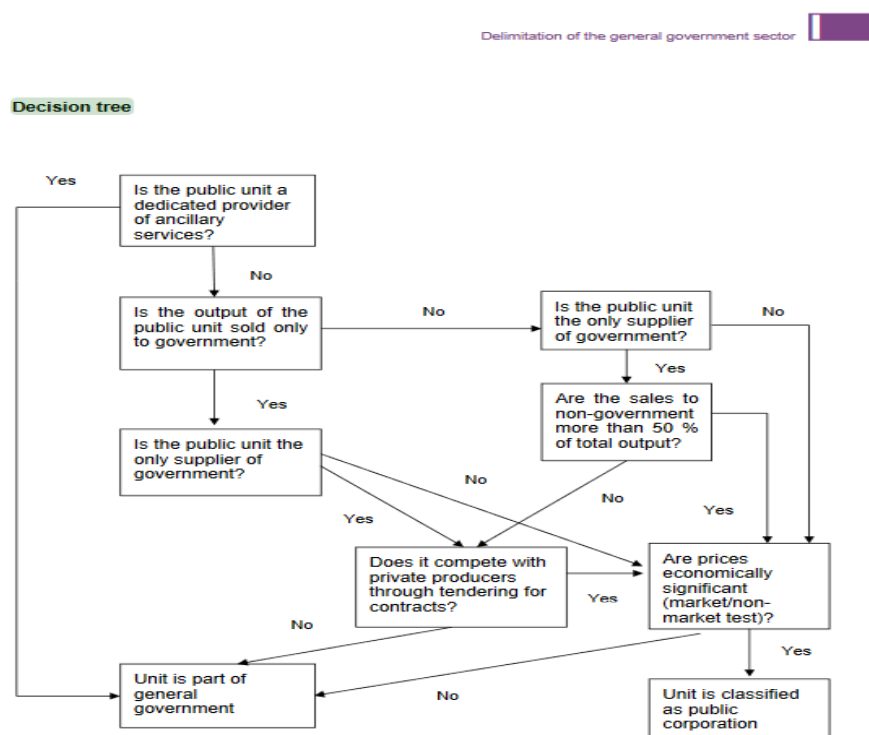 Delimitation of the general government sector
Decision tree
Yes
Is the public unit a
dedicated provider
of ancillary
services?
No
Is the output of the
public unit sold only
to government?
No
Is the public unit
the only supplier
of government?
No
Yes
Yes
Are the sales to
non-government
more than 50 %
of total output?
Is the public unit the
only supplier of
government?
No
Yes
No
Yes
Does it compete with
private producers
through tendering for
contracts?
Yes
Are prices
economically
significant
(market/non-
market test)?
No
Yes
Unit is part of
general
government
No
Unit is classified
as public
corporation